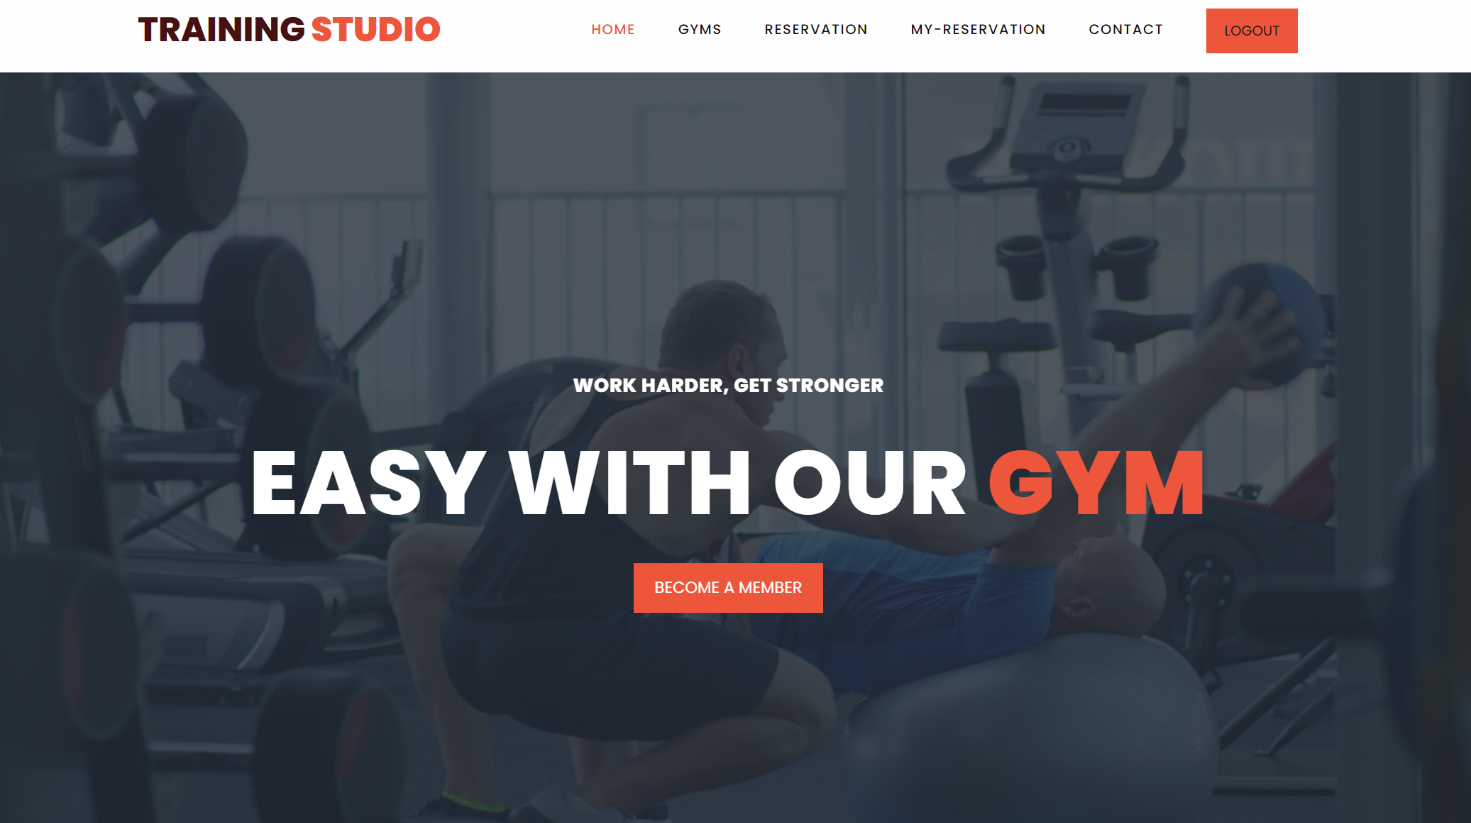 TRAINING STUDIO
HOME GYMS RESERVATION MY-RESERVATION CONTACT LOGOUT
WORK HARDER, GET STRONGER
EASY WITH OUR GYM
BECOME A MEMBER